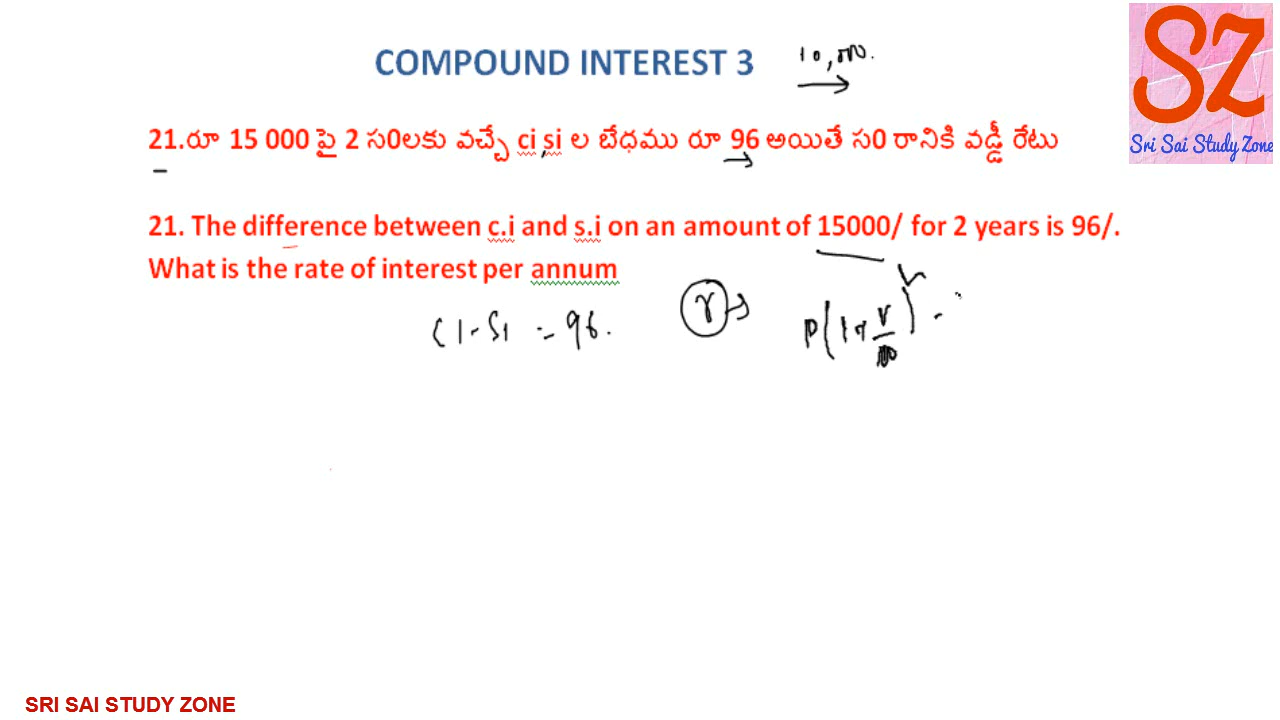 COMPOUND INTEREST 3
10,000.
SZ
Sri Sai Study Zone
21.రూ 15 000 పై 2 స0లకు వచ్చే ci,si ల బేధము రూ 96 అయితే స0 రానికి వడ్డీ రేటు
21. The difference between c.i and s.i on an amount of 15000/ for 2 years is 96/.
What is the rate of interest per annum
CI-SI = 96.
r
P(1+r/100)
SRI SAI STUDY ZONE